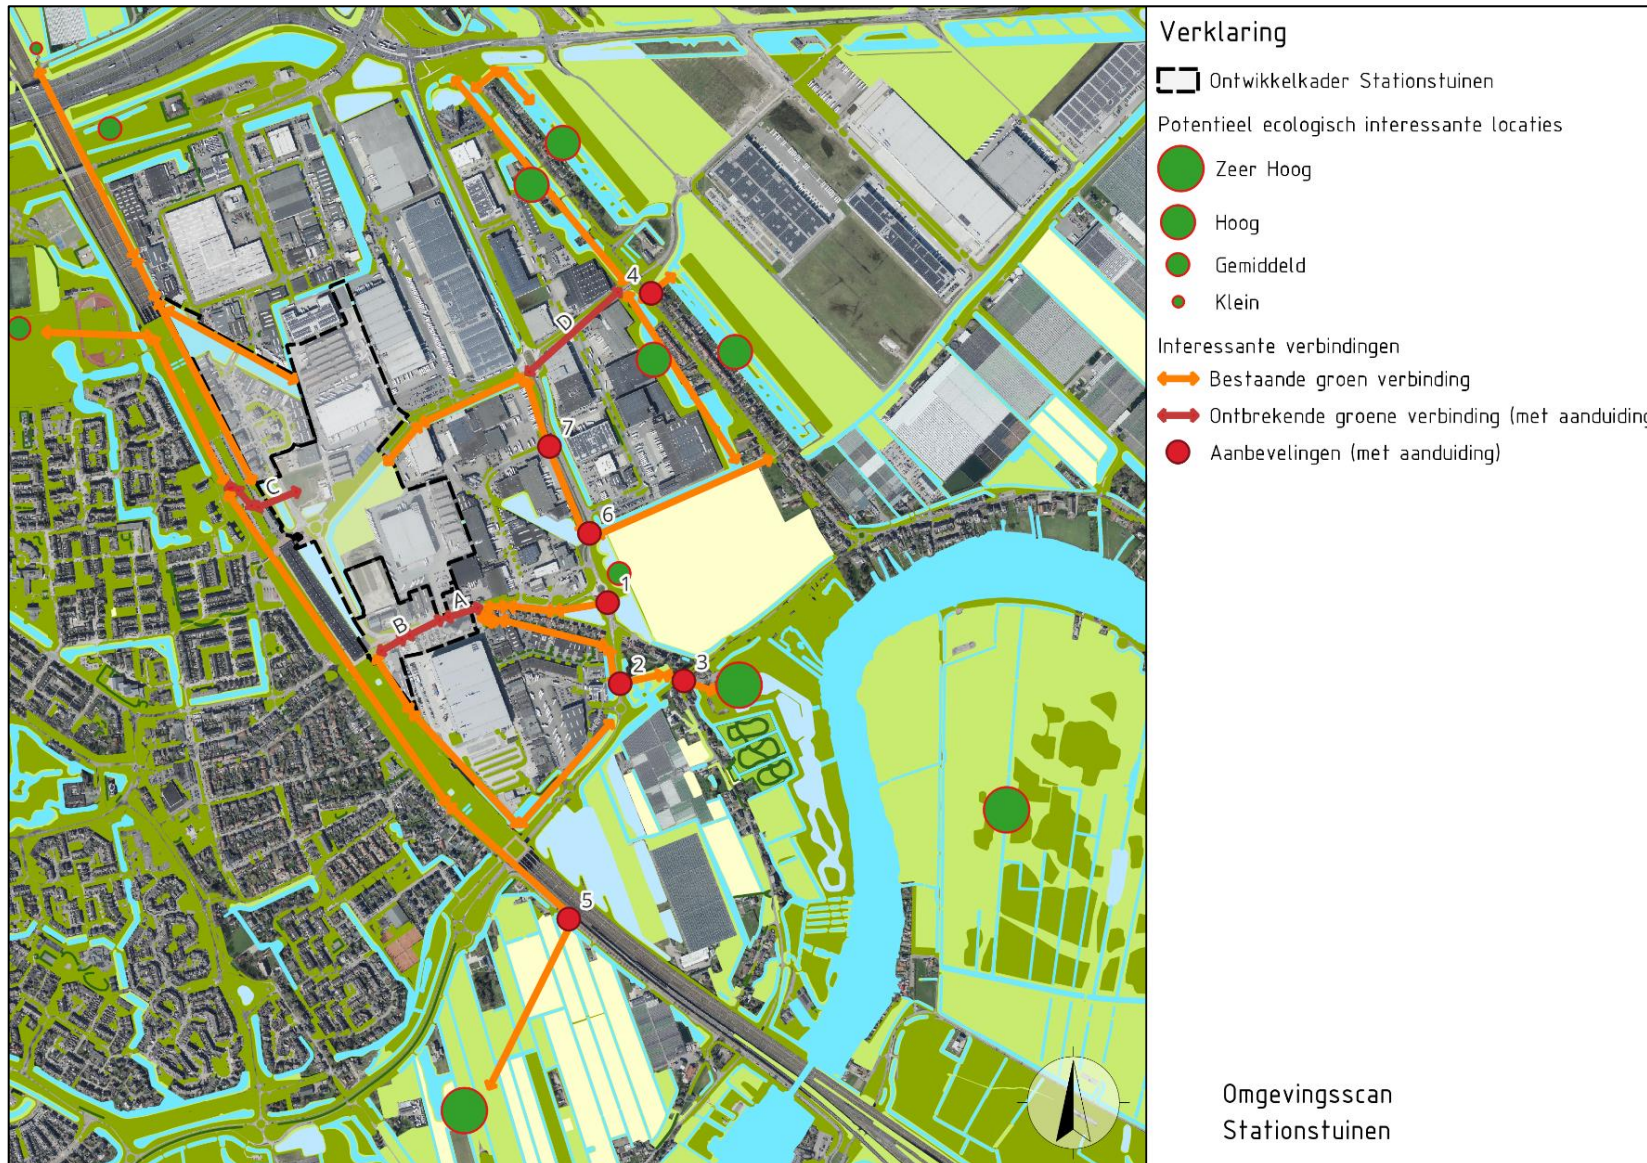 Verklaring
Ontwikkelkader Stationstuinen
Potentieel ecologisch interessante locaties
Zeer Hoog
Hoog
Gemiddeld
Klein
Interessante verbindingen
Bestaande groen verbinding
Ontbrekende groene verbinding (met aanduiding
Aanbevelingen (met aanduiding)
4
D
7
C
6
1
A
B
2
3
5
Omgevingsscan
Stationstuinen